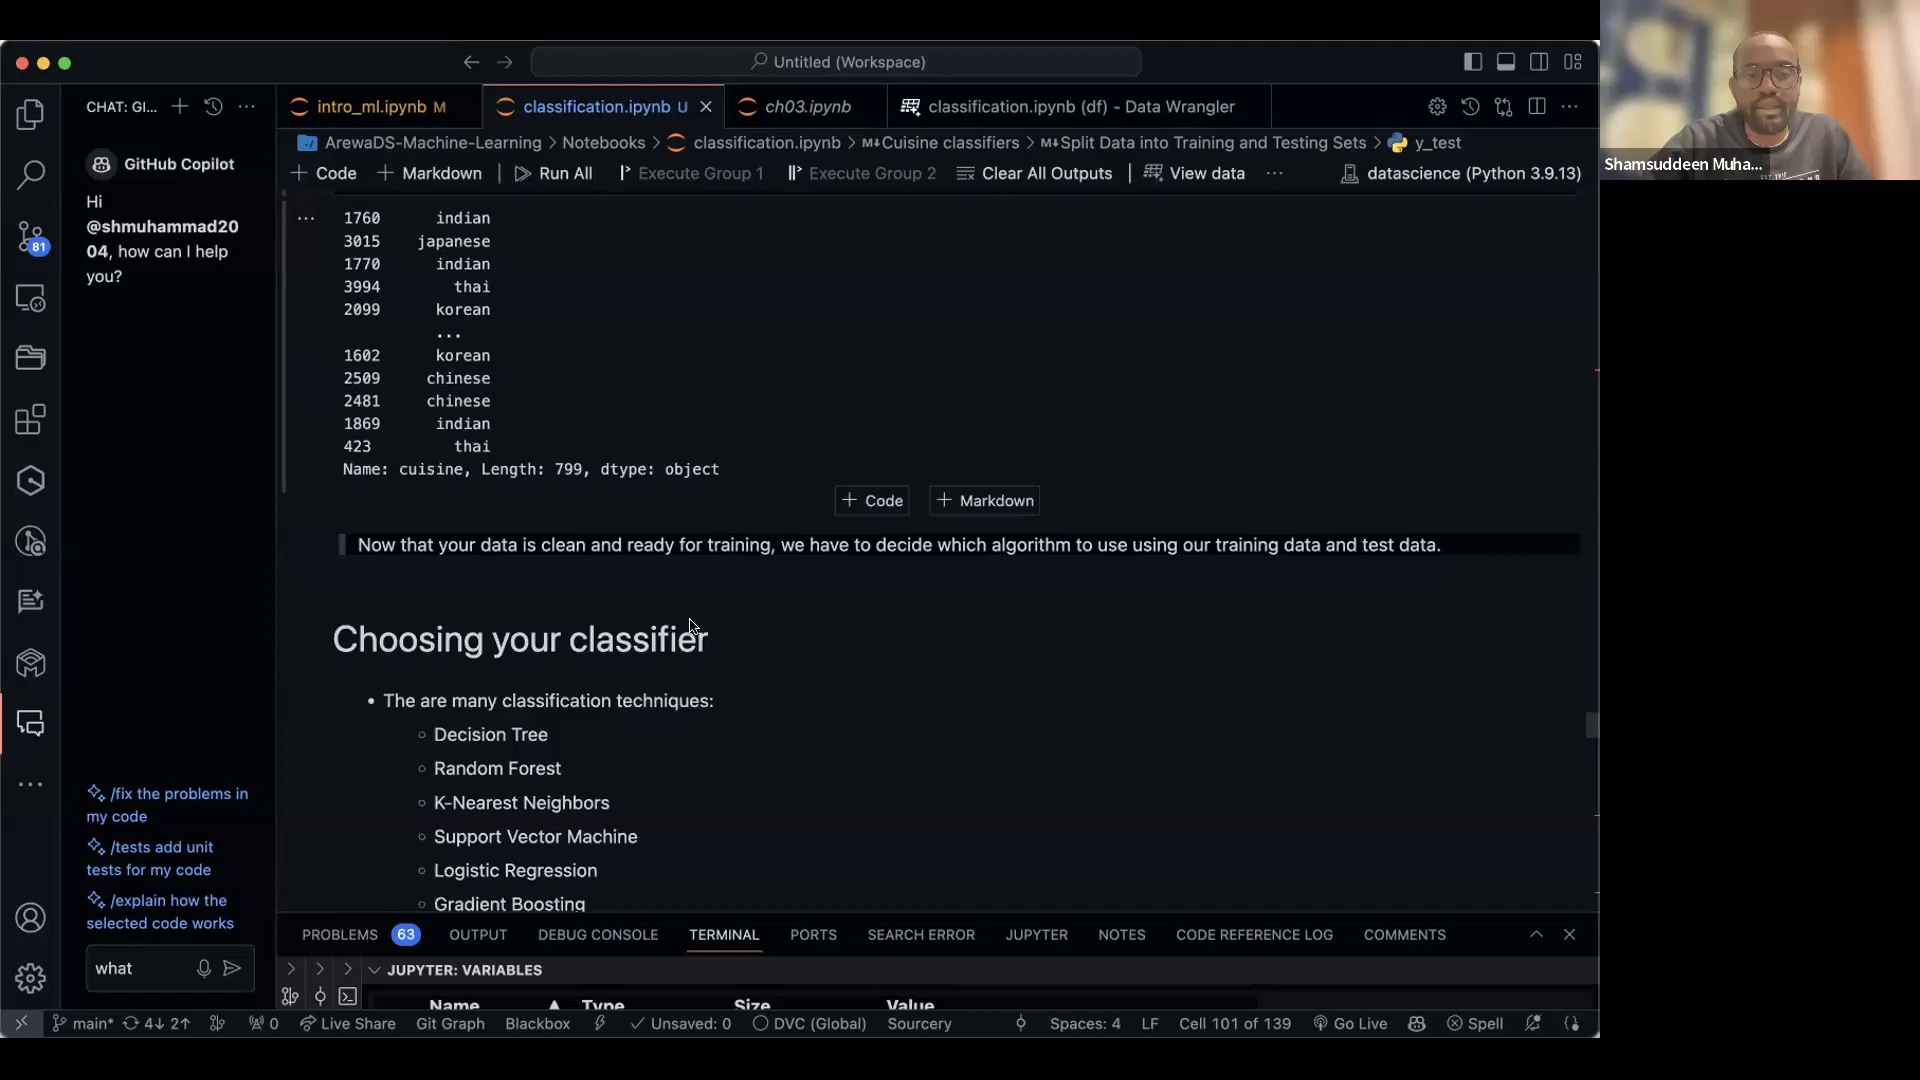 Untitled (Workspace)
CHAT: GI...
intro_ml.ipynb M
classification.ipynb U
ch03.ipynb
classification.ipynb (df) - Data Wrangler
ArewaDS-Machine-Learning > Notebooks > classification.ipynb > M↓Cuisine classifiers > M↓Split Data into Training and Testing Sets > y_test
+ Code + Markdown Run All Execute Group 1 Execute Group 2 Clear All Outputs View data ... datascience (Python 3.9.13)
Shamsuddeen Muha...
GitHub Copilot
Hi
@shmuhammad20
04, how can I help
you?
81
...
1760 indian
3015 japanese
1770 indian
3994 thai
2099 korean
...
1602 korean
2509 chinese
2481 chinese
1869 indian
423 thai
Name: cuisine, Length: 799, dtype: object
+ Code + Markdown
Now that your data is clean and ready for training, we have to decide which algorithm to use using our training data and test data.
Choosing your classifier
• The are many classification techniques:
○ Decision Tree
○ Random Forest
○ K-Nearest Neighbors
○ Support Vector Machine
○ Logistic Regression
○ Gradient Boosting
/fix the problems in
my code
/tests add unit
tests for my code
/explain how the
selected code works
what
PROBLEMS 63 OUTPUT DEBUG CONSOLE TERMINAL PORTS SEARCH ERROR JUPYTER NOTES CODE REFERENCE LOG COMMENTS
JUPYTER: VARIABLES
Name ▲ Type Size Value
main* 4↓ 2↑ 0 Live Share Git Graph Blackbox Unsaved: 0 DVC (Global) Sourcery Spaces: 4 LF Cell 101 of 139 Go Live Spell